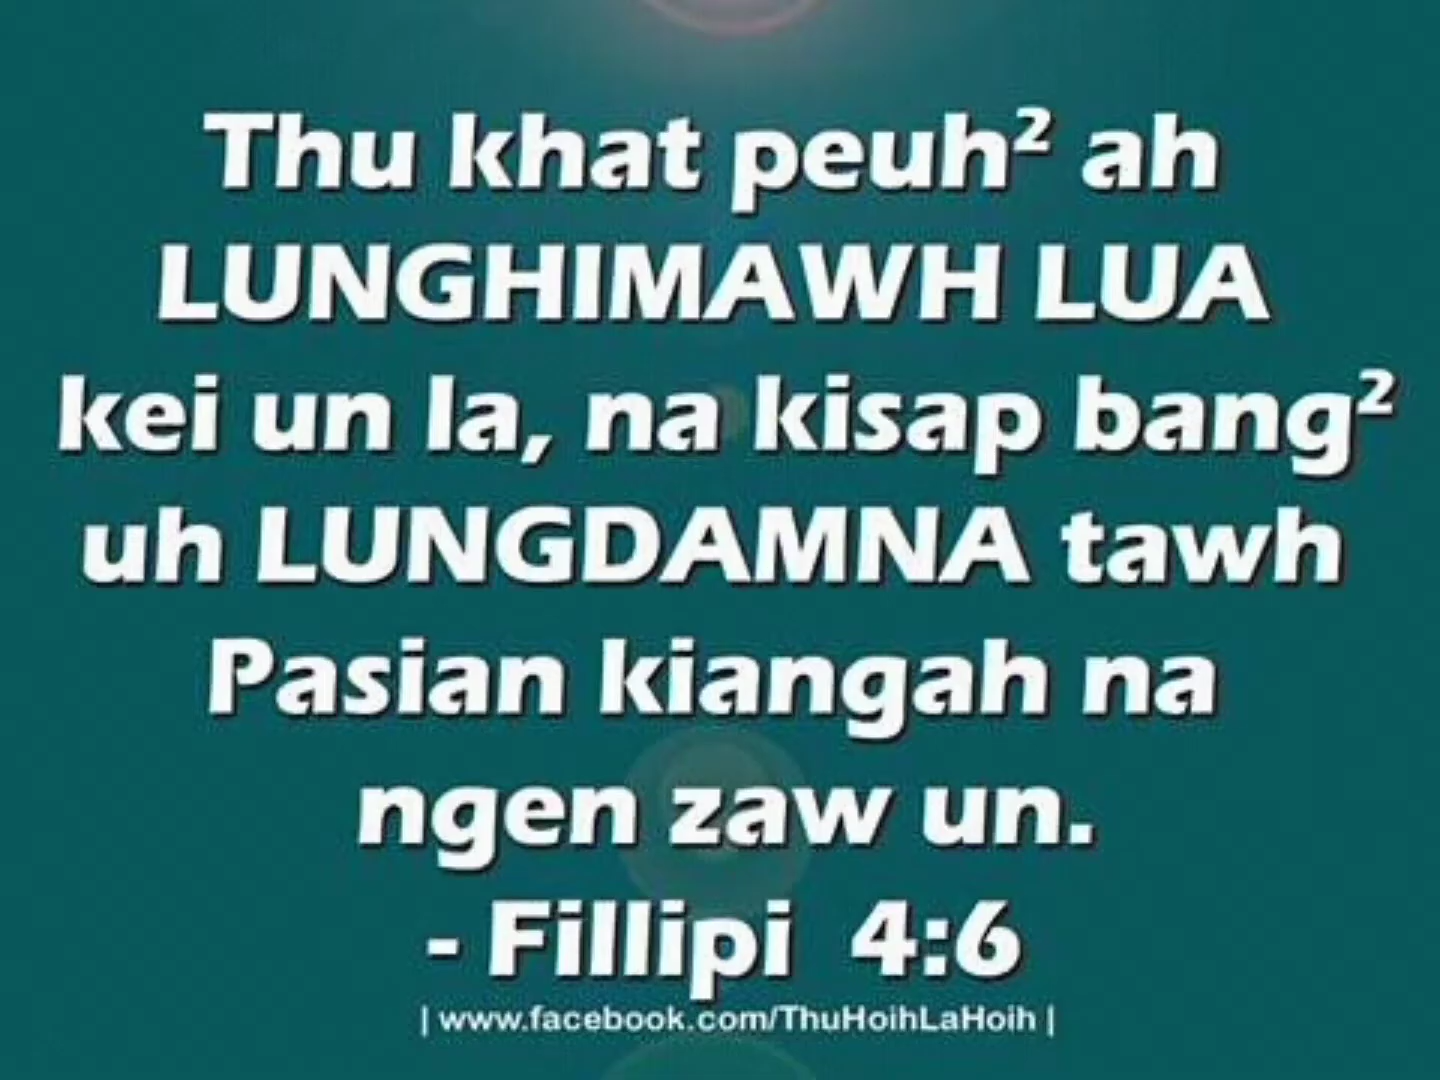 Thu khat peuh² ah
LUNGHIMAWH LUA
kei un la, na kisap bang²
uh LUNGDAMNA tawh
Pasian kiangah na
ngen zaw un.
- Fillipi 4:6
| www.facebook.com/ThuHoihLaHoih |